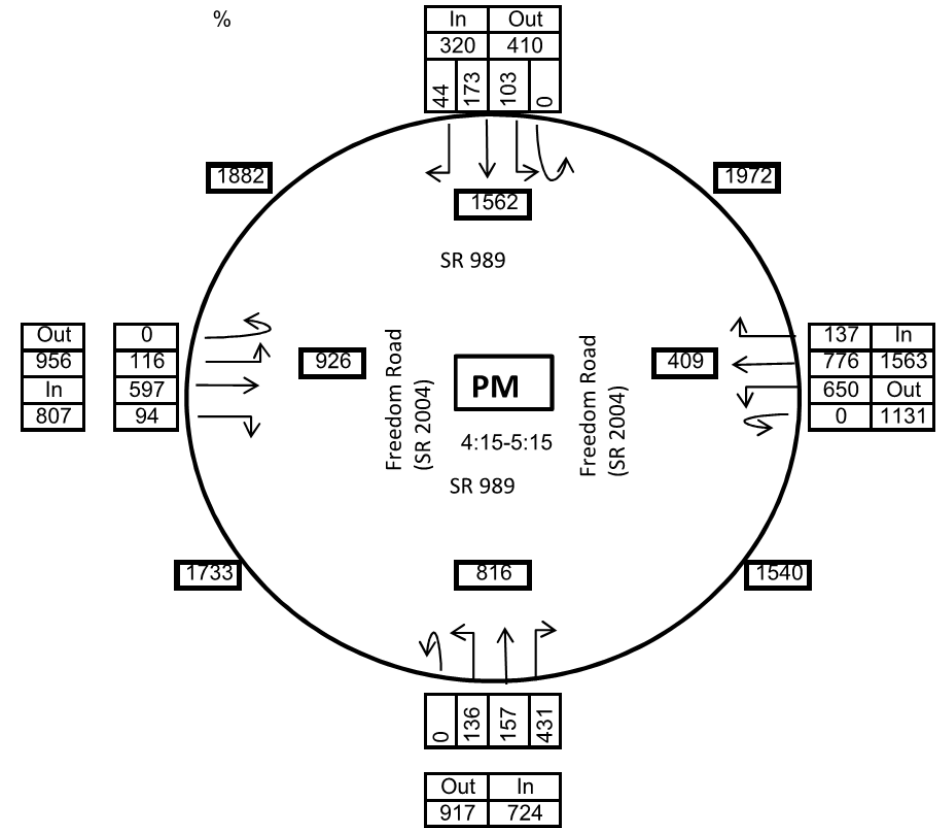 %
In Out
320 410
44 173 103 0
1882
1972
1562
SR 989
Out
956
In
807
0
116
597
94
926
Freedom Road
(SR 2004)
PM
4:15-5:15
SR 989
Freedom Road
(SR 2004)
409
137 In
776 1563
650 Out
0 1131
1733
816
1540
0 136 157 431
Out In
917 724